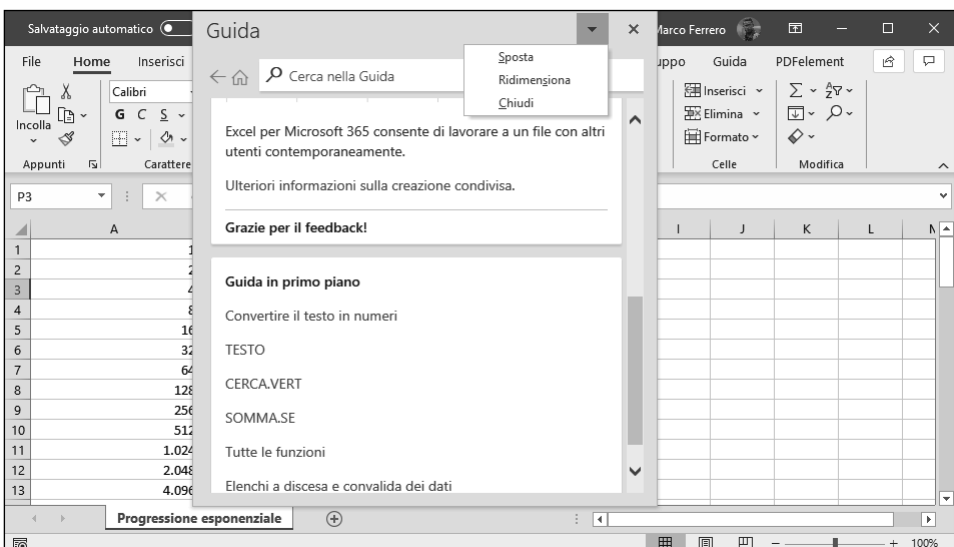 Salvataggio automatico
Guida
Marco Ferrero
File Home Inserisci
uppo Guida PDFelement
Sposta
Ridimensiona
Chiudi
Cerca nella Guida
Calibri
Incolla
G C S
Inserisci
Elimina
Formato
Appunti Carattere
Celle Modifica
Excel per Microsoft 365 consente di lavorare a un file con altri
utenti contemporaneamente.
Ulteriori informazioni sulla creazione condivisa.
Grazie per il feedback!
P3
A I J K L
1
2
3
4
5 16
6 32
7 64
8 128
9 256
10 512
11 1.024
12 2.048
13 4.096
Guida in primo piano
Convertire il testo in numeri
TESTO
CERCA.VERT
SOMMA.SE
Tutte le funzioni
Elenchi a discesa e convalida dei dati
Progressione esponenziale
100%